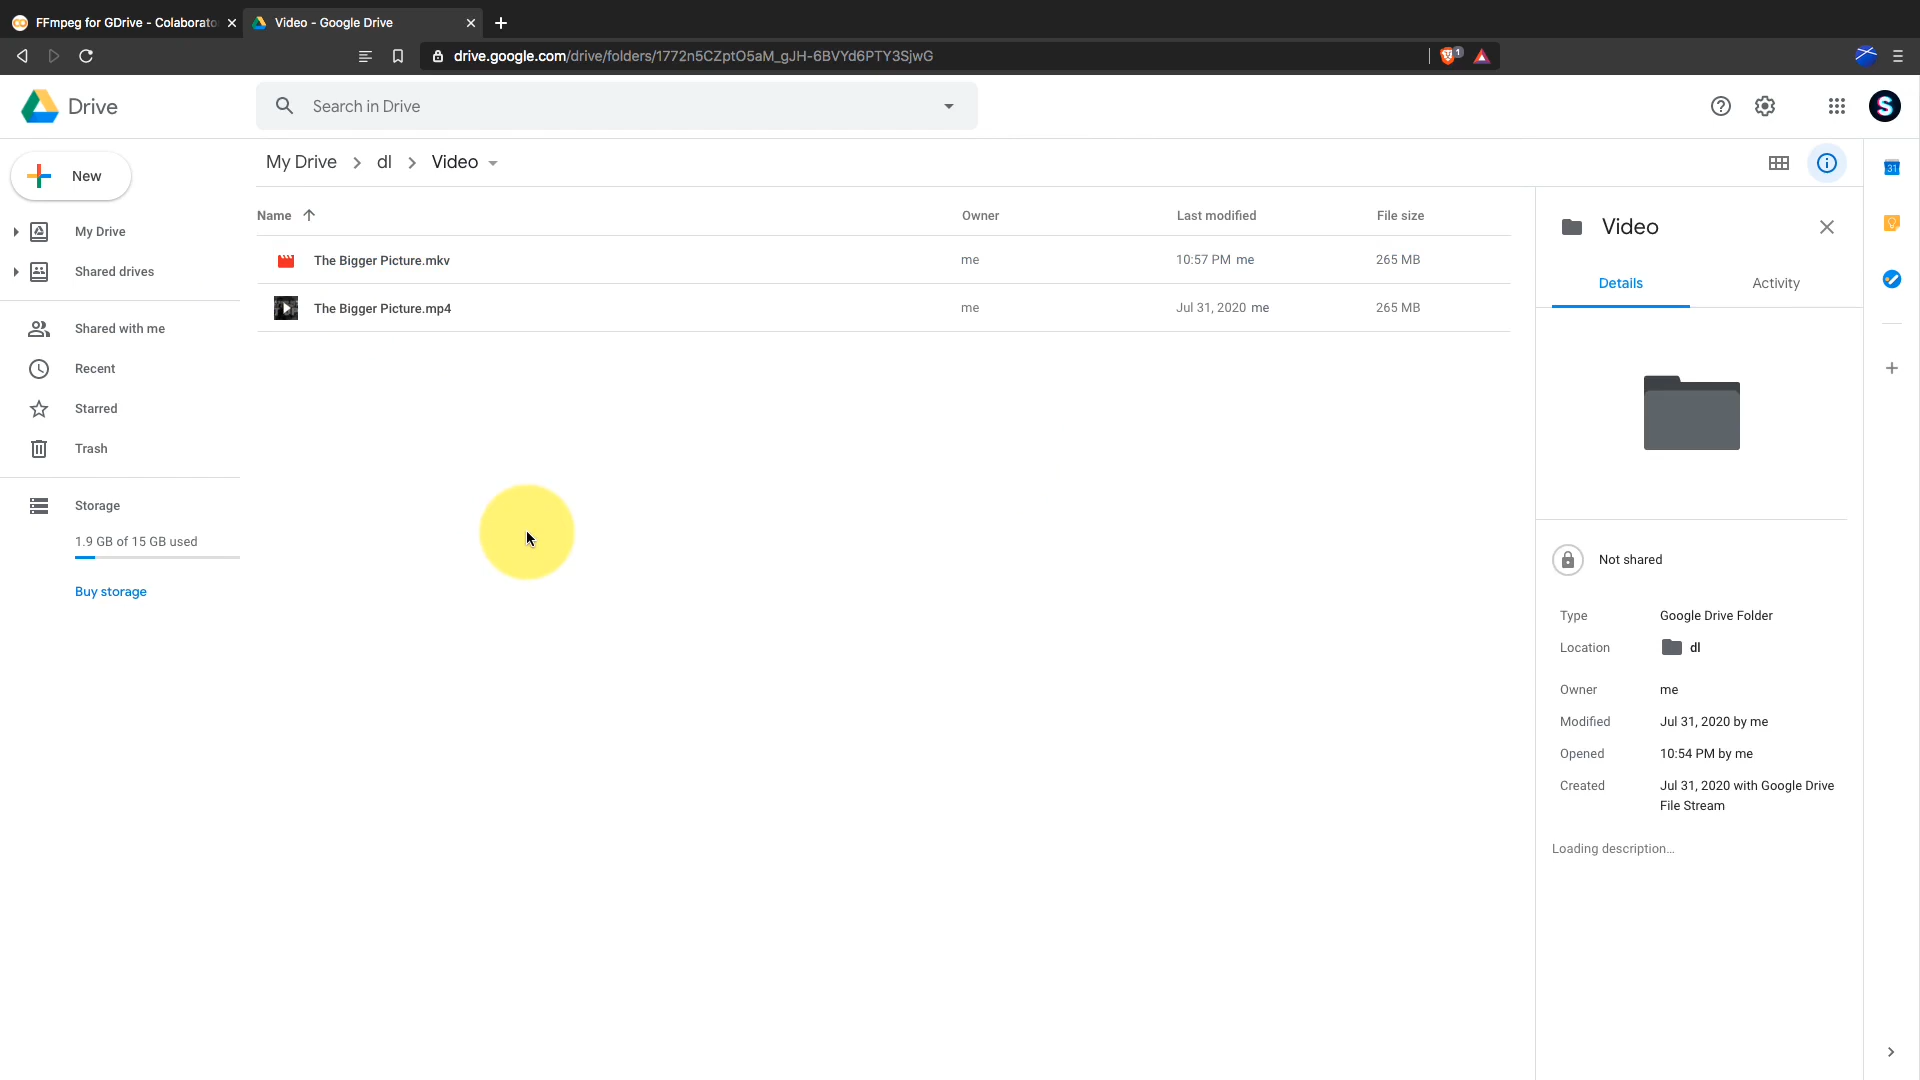 FFmpeg for GDrive - Colaborato
Video - Google Drive
drive.google.com/drive/folders/1772n5CZptO5aM_gJH-6BVYd6PTY3SjwG
1
Drive
Search in Drive
S
New
My Drive
dl
Video
31
Name
Owner
Last modified
File size
Video
My Drive
The Bigger Picture.mkv
me
10:57 PM me
265 MB
Shared drives
Details
Activity
The Bigger Picture.mp4
me
Jul 31, 2020 me
265 MB
Shared with me
Recent
Starred
Trash
Storage
1.9 GB of 15 GB used
Buy storage
Not shared
Type
Google Drive Folder
Location
dl
Owner
me
Modified
Jul 31, 2020 by me
Opened
10:54 PM by me
Created
Jul 31, 2020 with Google Drive
File Stream
Loading description...